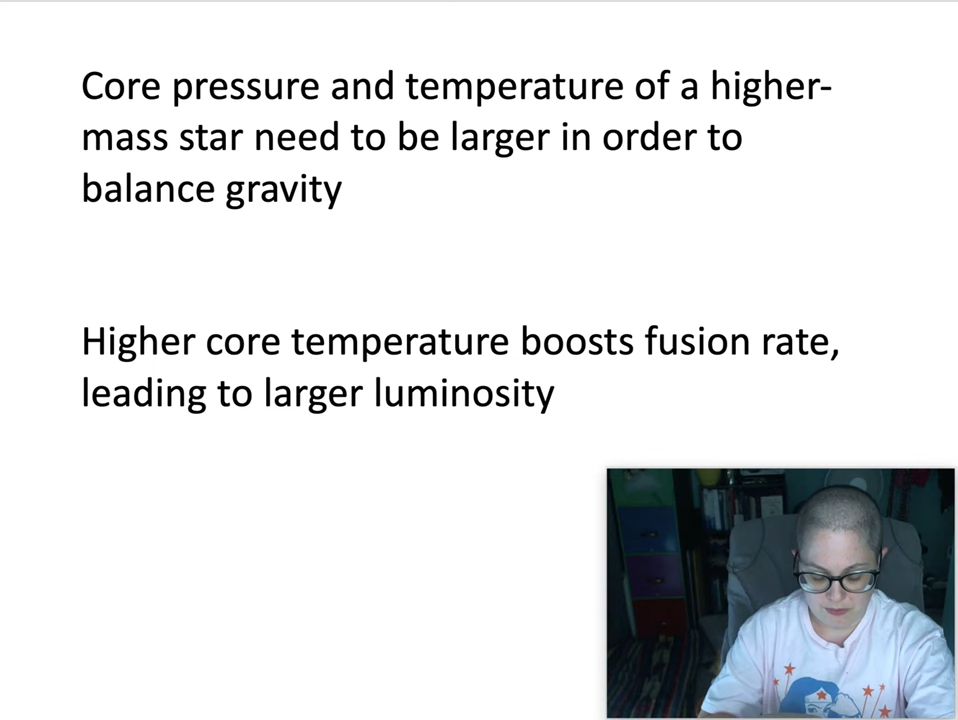 Core pressure and temperature of a higher-
mass star need to be larger in order to
balance gravity
Higher core temperature boosts fusion rate,
leading to larger luminosity